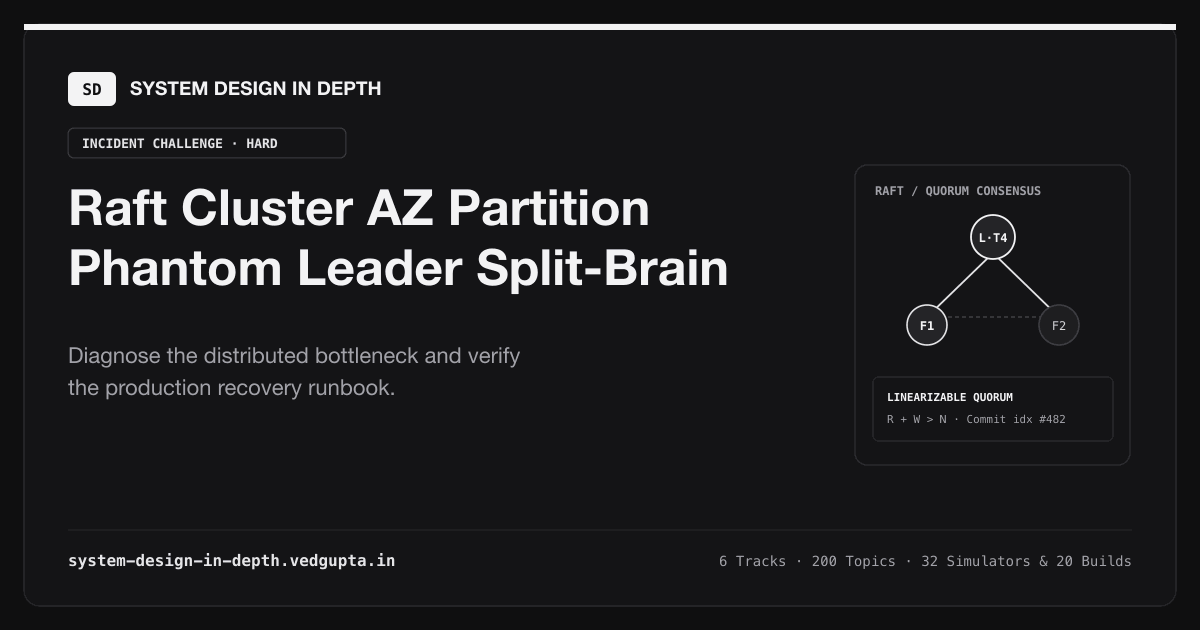 SD
SYSTEM DESIGN IN DEPTH
INCIDENT CHALLENGE · HARD
Raft Cluster AZ Partition
Phantom Leader Split-Brain
Diagnose the distributed bottleneck and verify
the production recovery runbook.
RAFT / QUORUM CONSENSUS
L·T4
F1
F2
LINEARIZABLE QUORUM
R + W > N · Commit idx #482
system-design-in-depth.vedgupta.in
6 Tracks · 200 Topics · 32 Simulators & 20 Builds